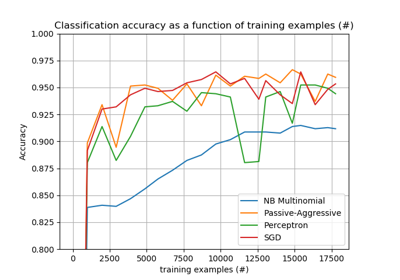 Classification accuracy as a function of training examples (#)
1.000
0.975
0.950
0.925
0.900
0.875
0.850
0.825
0.800
Accuracy
NB Multinomial
Passive-Aggressive
Perceptron
SGD
0 2500 5000 7500 10000 12500 15000 17500
training examples (#)